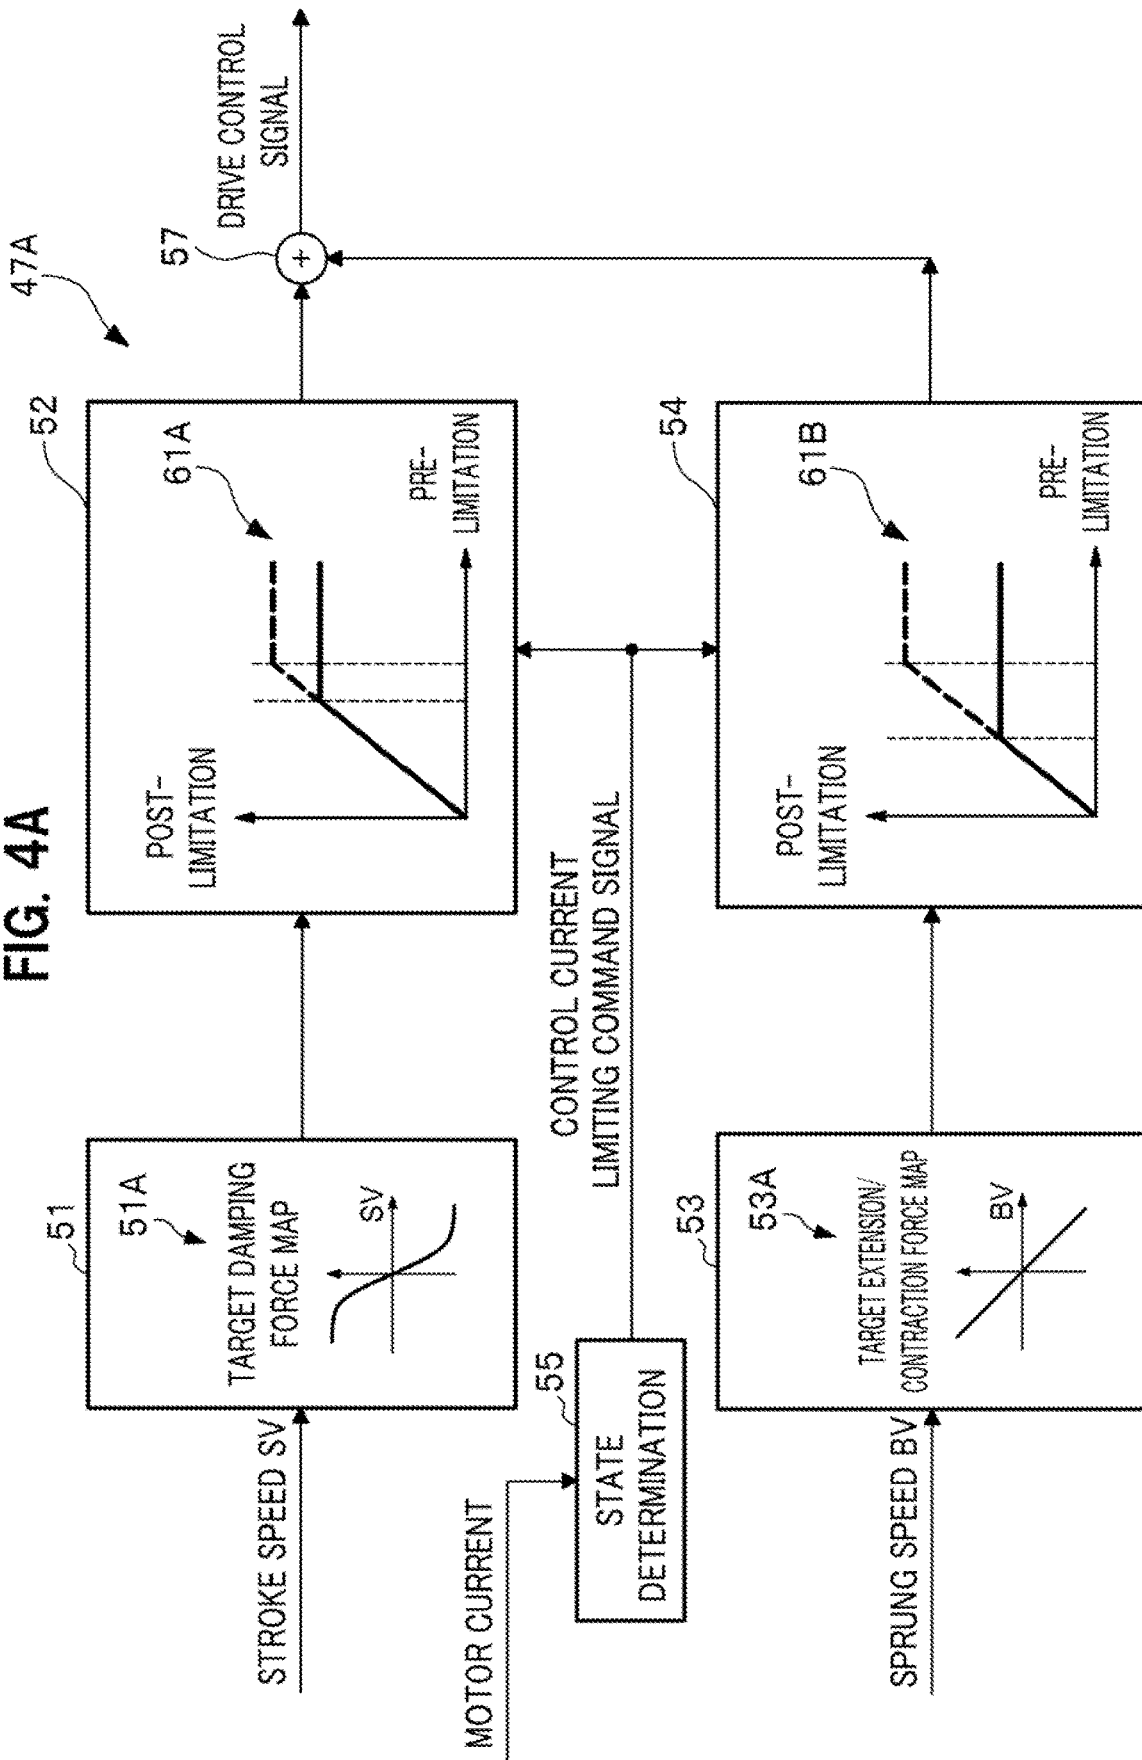 FIG. 4A
47A
STROKE SPEED SV
51
51A
TARGET DAMPING
FORCE MAP
SV
52
POST-
LIMITATION
61A
PRE-
LIMITATION
57
+
DRIVE CONTROL
SIGNAL
MOTOR CURRENT
55
STATE
DETERMINATION
CONTROL CURRENT
LIMITING COMMAND SIGNAL
SPRUNG SPEED BV
53
53A
TARGET EXTENSION/
CONTRACTION FORCE MAP
BV
54
POST-
LIMITATION
61B
PRE-
LIMITATION